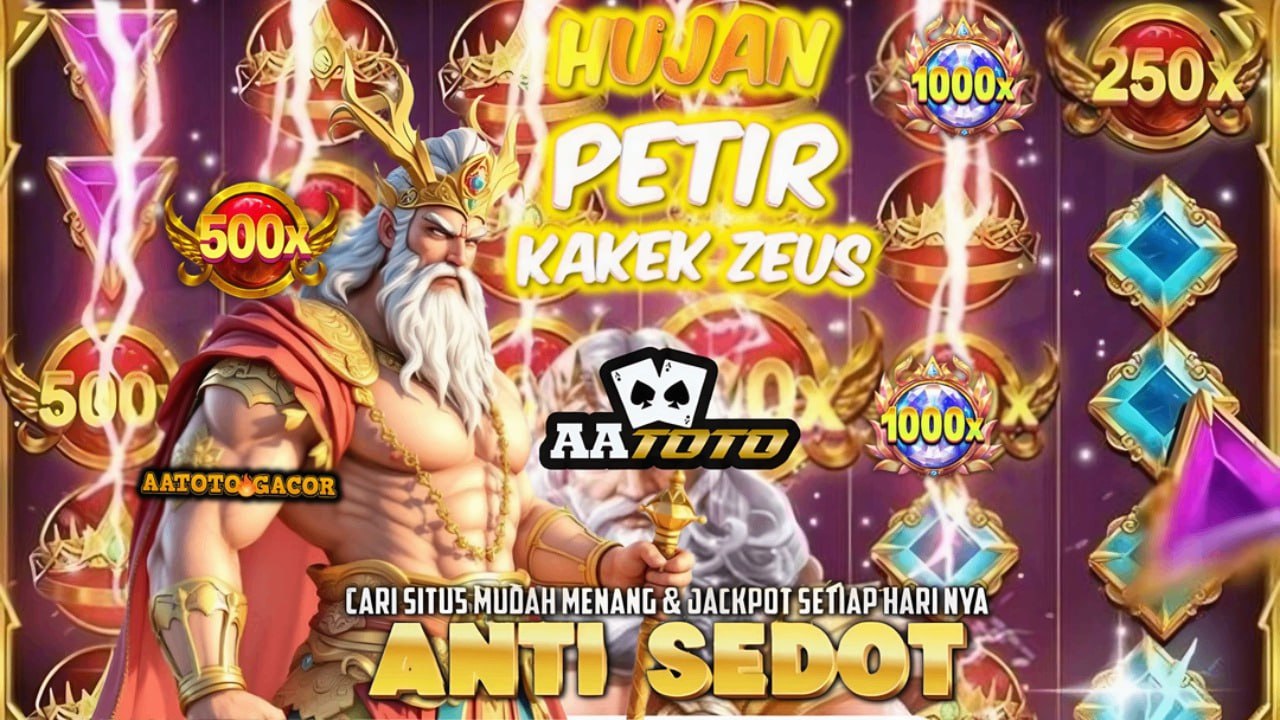 HUJAN
PETIR
KAKEK ZEUS
1000x
250x
500x
500
0x
x
1000x
AATOTO
AATOTO GACOR
CARI SITUS MUDAH MENANG & JACKPOT SETIAP HARI NYA
ANTI SEDOT